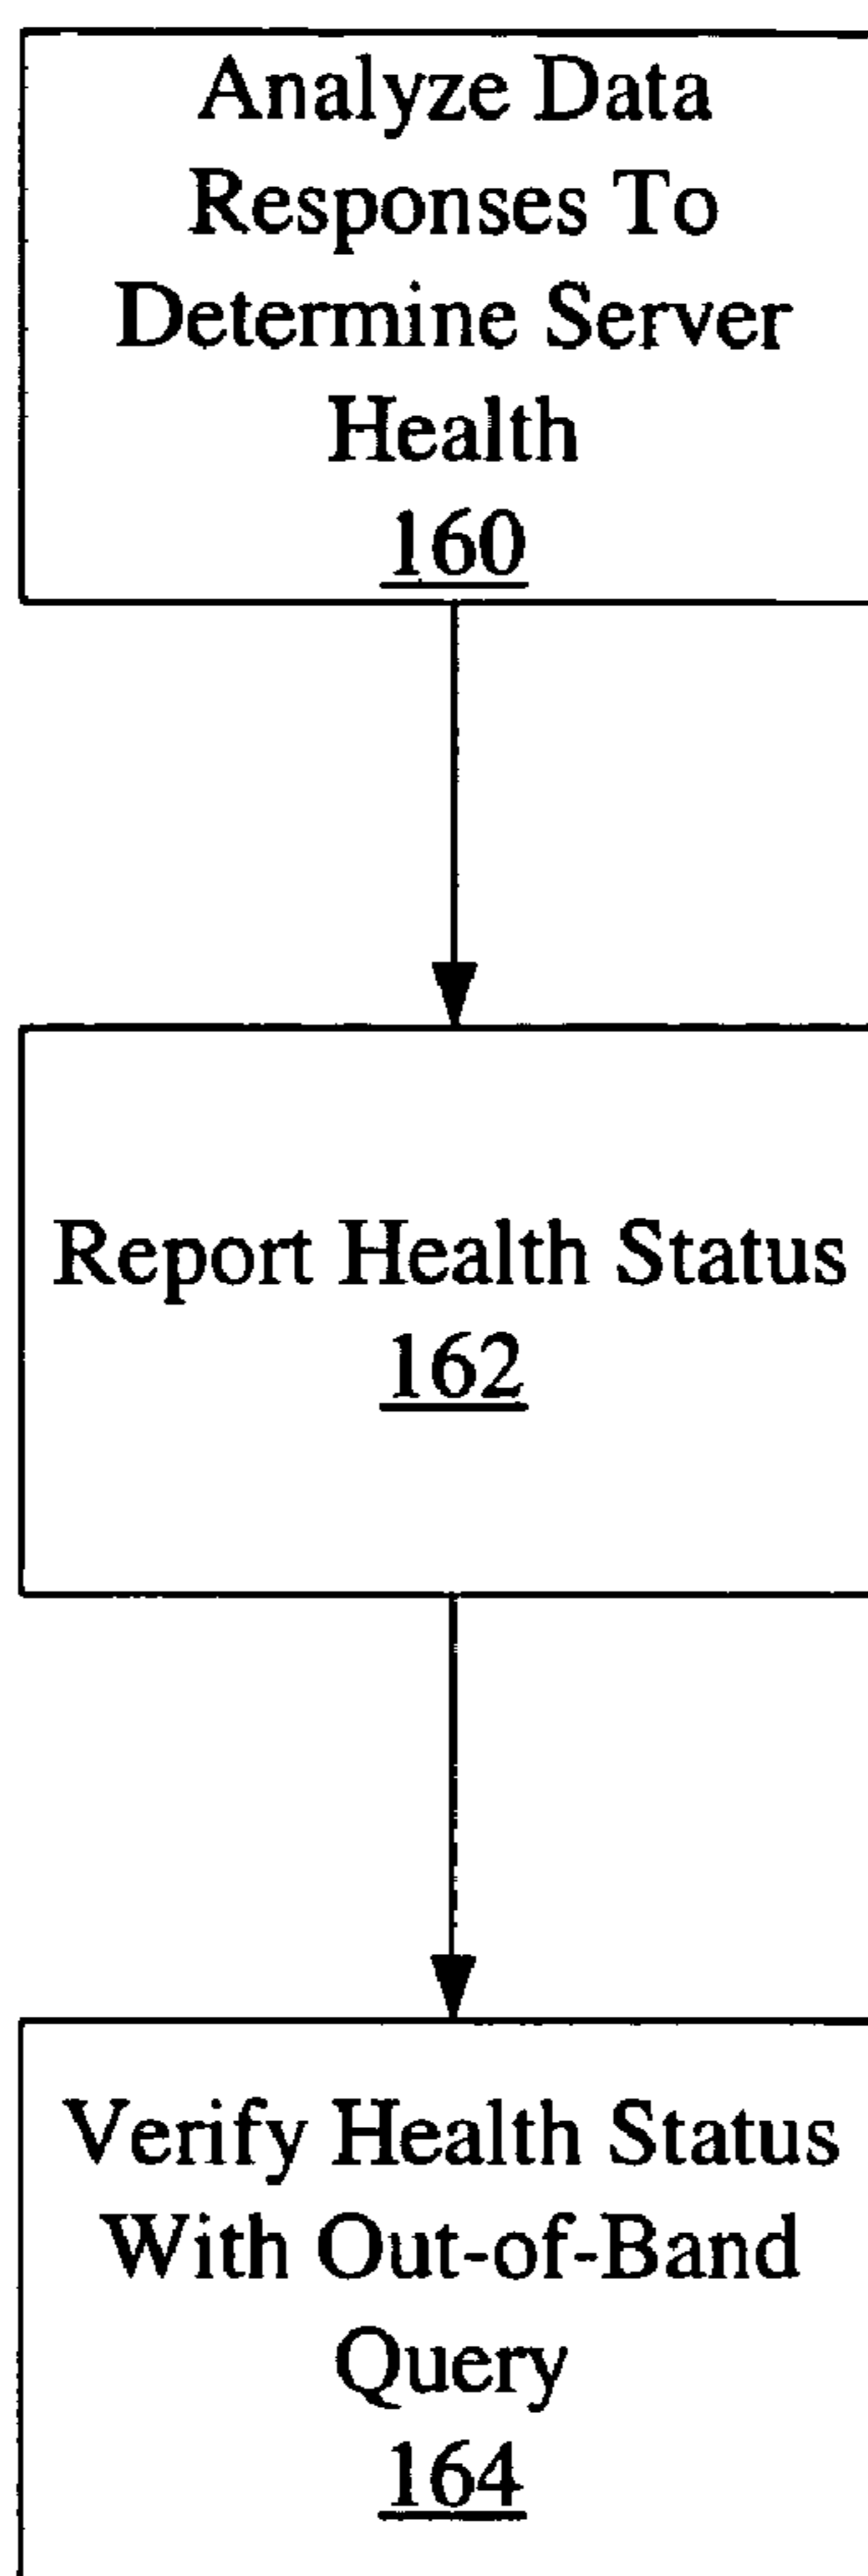 Analyze Data
Responses To
Determine Server
Health
160
Report Health Status
162
Verify Health Status
With Out-of-Band
Query
164